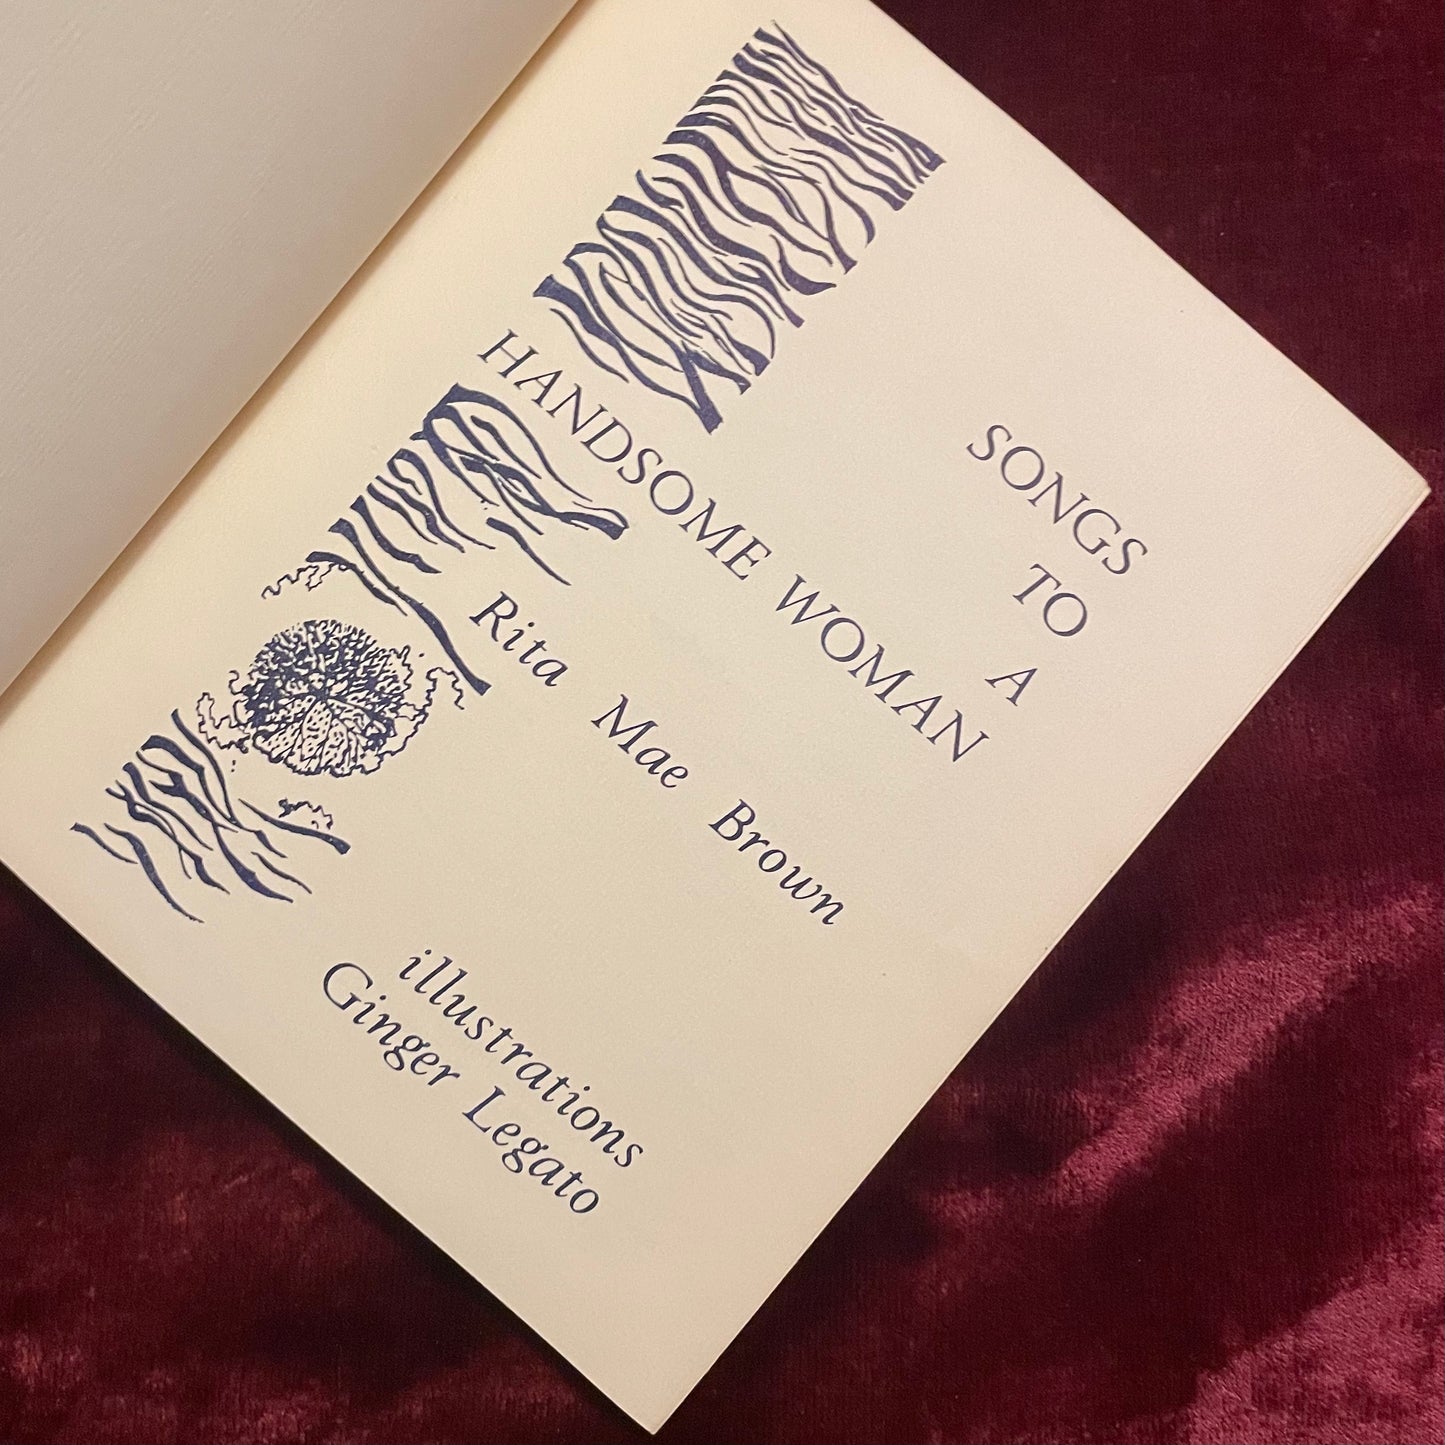 SONGS
TO
A
HANDSOME WOMAN
Rita Mae Brown
illustrations
Ginger Legato